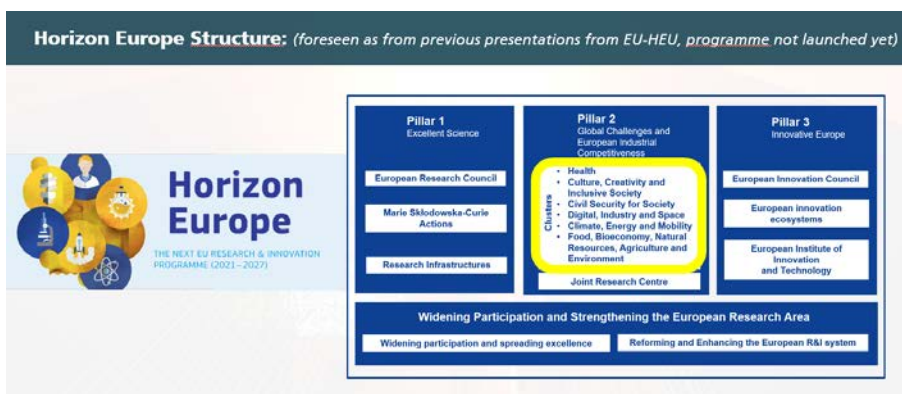 Horizon Europe Structure: (foreseen as from previous presentations from EU-HEU, programme not launched yet)
Horizon
Europe
THE NEXT EU RESEARCH & INNOVATION
PROGRAMME (2021–2027)
Pillar 1
Excellent Science
European Research Council
Marie Skłodowska-Curie
Actions
Research Infrastructures
Pillar 2
Global Challenges and
European Industrial
Competitiveness
Clusters
• Health
• Culture, Creativity and
Inclusive Society
• Civil Security for Society
• Digital, Industry and Space
• Climate, Energy and Mobility
• Food, Bioeconomy, Natural
Resources, Agriculture and
Environment
Joint Research Centre
Pillar 3
Innovative Europe
European Innovation Council
European innovation
ecosystems
European Institute of
Innovation
and Technology
Widening Participation and Strengthening the European Research Area
Widening participation and spreading excellence
Reforming and Enhancing the European R&I system